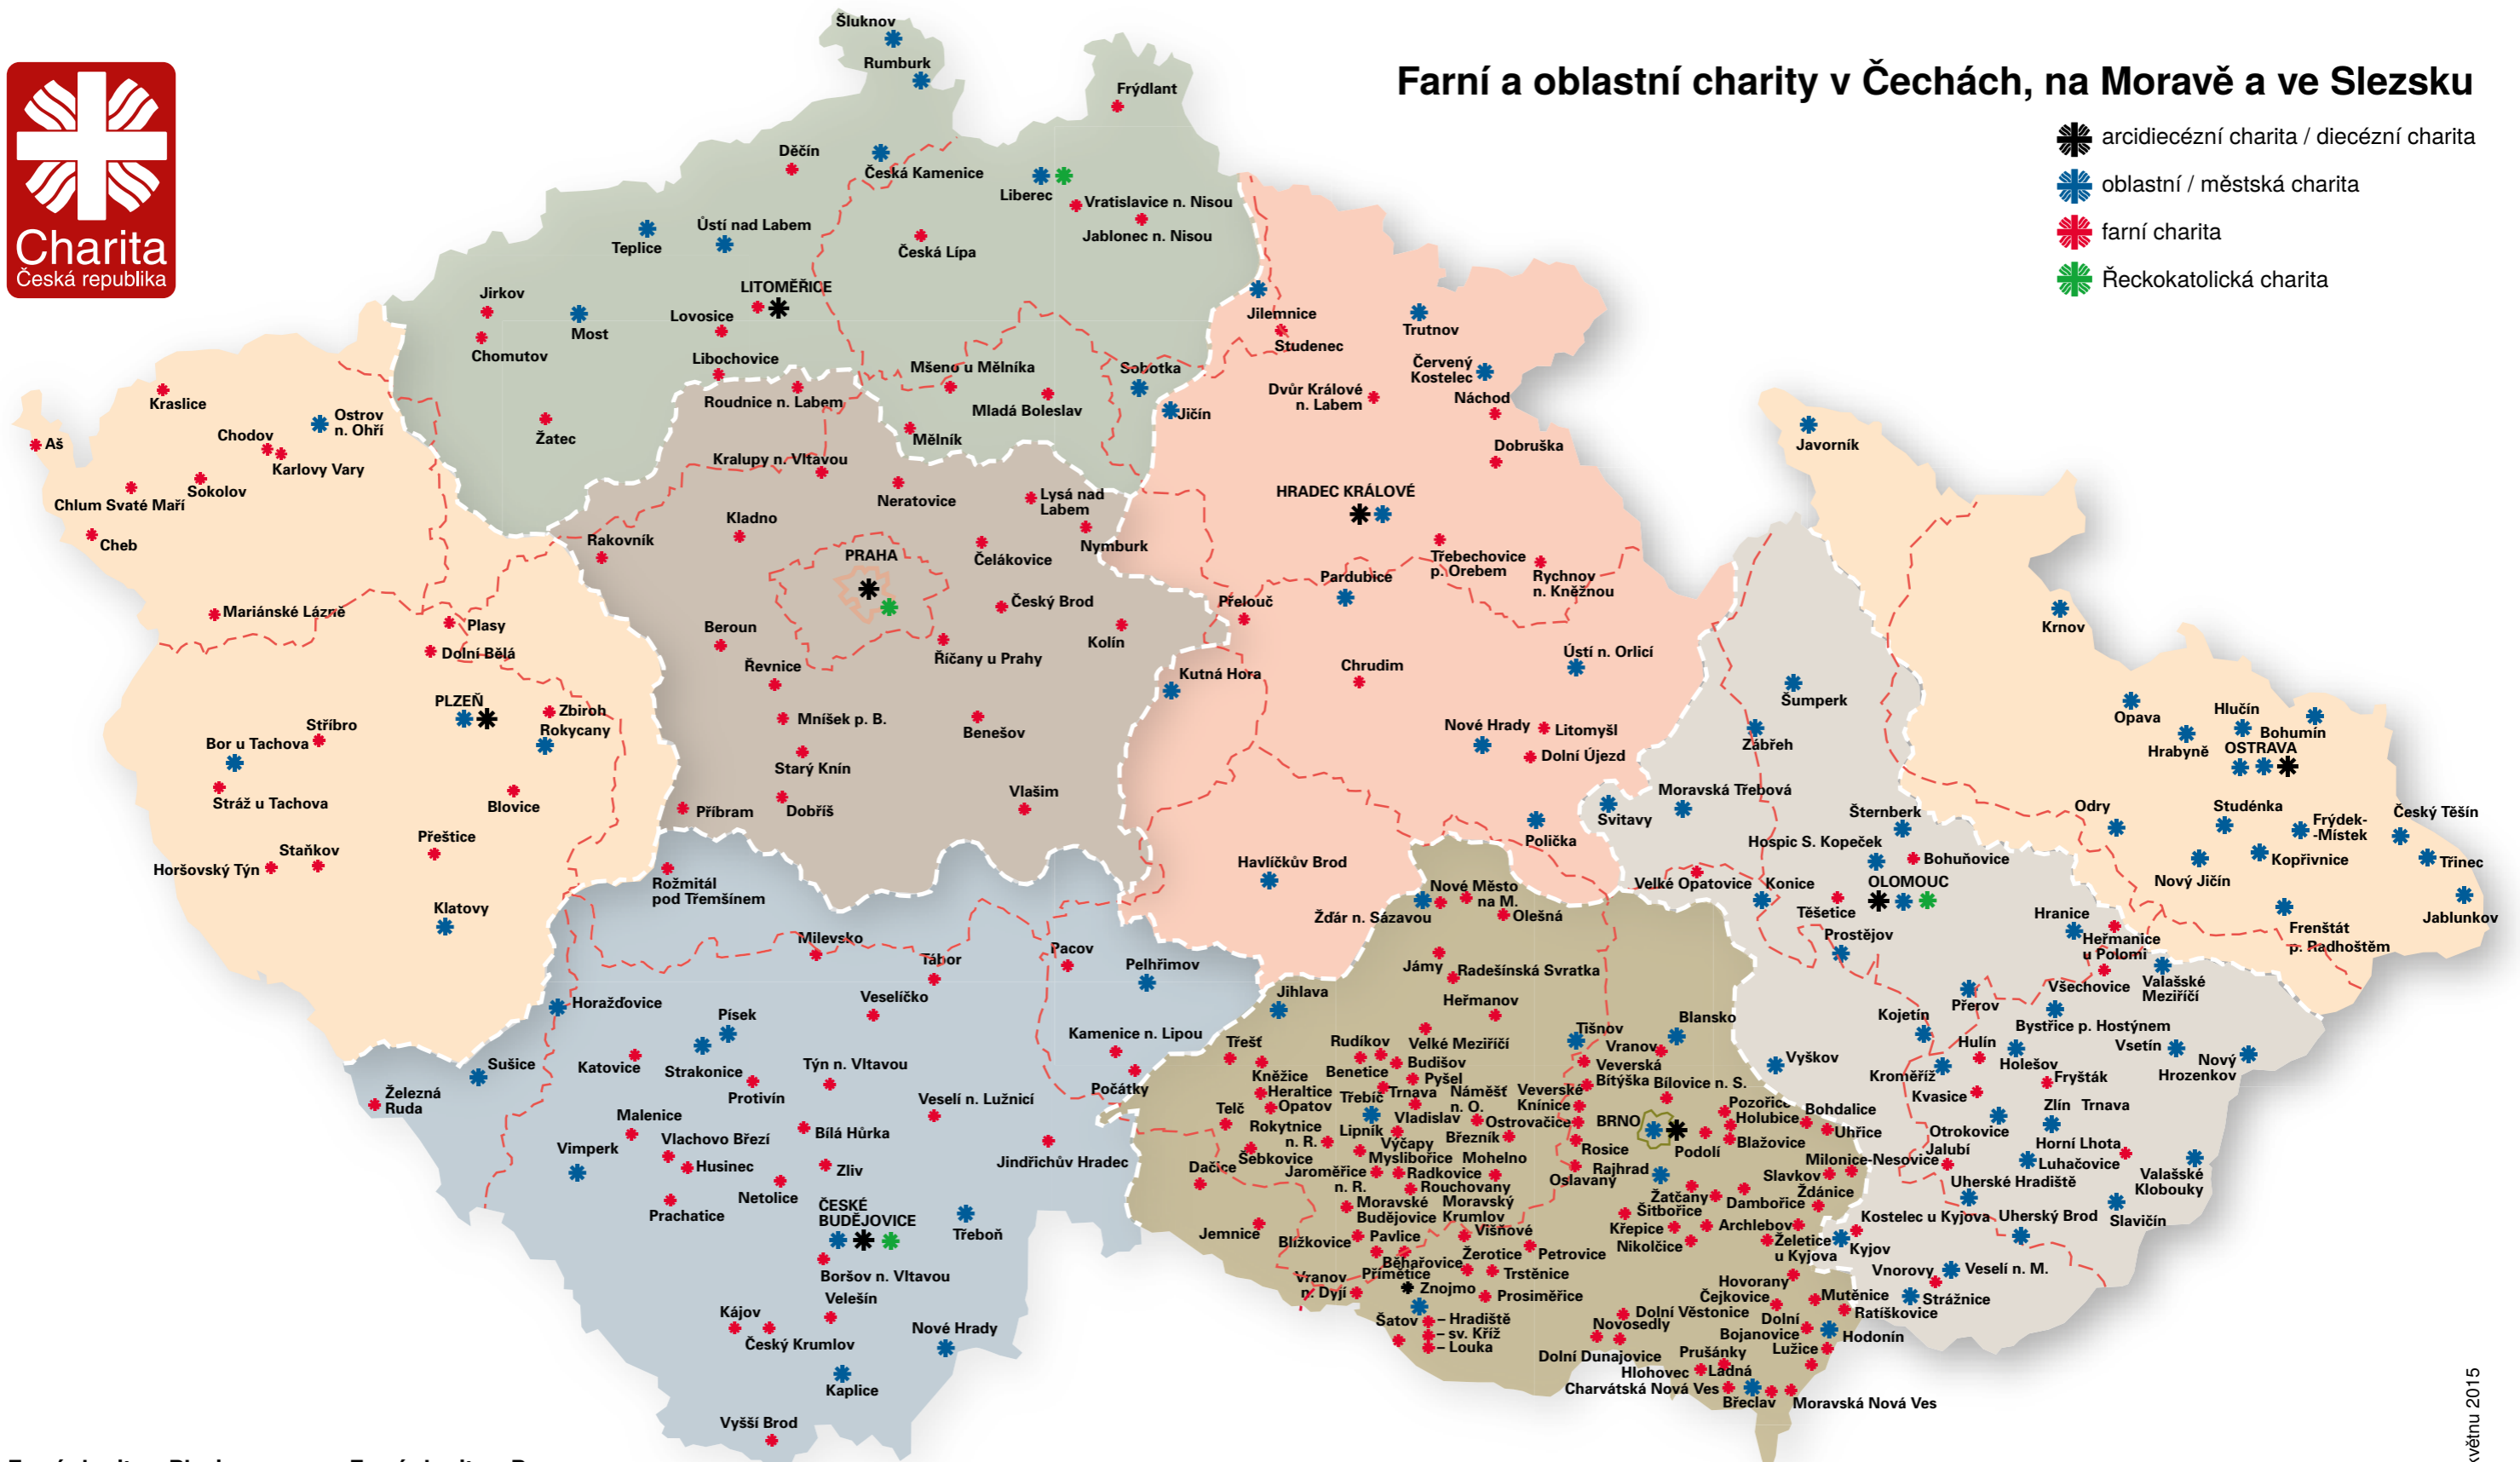 Charita
Česká republika
Farní a oblastní charity v Čechách, na Moravě a ve Slezsku
arcidiecézní charita / diecézní charita
oblastní / městská charita
farní charita
Řeckokatolická charita
Šluknov
Rumburk
Frýdlant
Děčín
Česká Kamenice
Liberec
Vratislavice n. Nisou
Jablonec n. Nisou
Teplice
Ůstí nad Labem
Česká Lípa
LITOMĚŘICE
Jirkov
Most
Lovosice
Chomutov
Libochovice
Mšeno u Mělníka
Sobotka
Roudnice n. Labem
Mladá Boleslav
Jičín
Žatec
Mělník
Jilemnice
Studenec
Trutnov
Červený
Kostelec
Dvůr Králové
n. Labem
Náchod
Dobruška
HRADEC KRÁLOVÉ
Třebechovice
p. Orebem
Rychnov
n. Kněžnou
Pardubice
Přelouč
Chrudim
Ústí n. Orlicí
Nové Hrady
Litomyšl
Dolní Újezd
Polička
Havlíčkův Brod
Kutná Hora
Kraslice
Aš
Chodov
Ostrov
n. Ohří
Karlovy Vary
Sokolov
Chlum Svaté Maří
Cheb
Mariánské Lázně
Plasy
Dolní Bělá
PLZEŇ
Zbiroh
Rokycany
Stříbro
Bor u Tachova
Stráž u Tachova
Blovice
Přeštice
Staňkov
Horšovský Týn
Klatovy
Kralupy n. Vltavou
Neratovice
Lysá nad
Labem
Nymburk
Kladno
Rakovník
PRAHA
Čelákovice
Český Brod
Kolín
Beroun
Řevnice
Říčany u Prahy
Mníšek p. B.
Benešov
Starý Knín
Dobříš
Příbram
Vlašim
Rožmitál
pod Třemšínem
Milevsko
Tábor
Pacov
Pelhřimov
Horažďovice
Písek
Veselíčko
Kamenice n. Lipou
Sušice
Katovice
Strakonice
Týn n. Vltavou
Počátky
Železná
Ruda
Protivín
Veselí n. Lužnicí
Malenice
Vlachovo Březí
Bílá Hůrka
Vimperk
Husinec
Zliv
Jindřichův Hradec
Netolice
Prachatice
ČESKÉ
BUDĚJOVICE
Třeboň
Boršov n. Vltavou
Velešín
Kájov
Český Krumlov
Nové Hrady
Kaplice
Vyšší Brod
Javorník
Krnov
Opava
Hlučín
Hrabyně
Bohumín
OSTRAVA
Odry
Studénka
Frýdek-
-Místek
Český Těšín
Kopřivnice
Třinec
Nový Jičín
Jablunkov
Frenštát
p. Radhoštěm
Šumperk
Zábřeh
Moravská Třebová
Svitavy
Šternberk
Hospic S. Kopeček
Bohuňovice
Velké Opatovice
Konice
OLOMOUC
Těšetice
Prostějov
Hranice
Heřmanice
u Polomi
Všechovice
Valašské
Meziříčí
Přerov
Kojetín
Bystřice p. Hostýnem
Hulín
Vsetín
Nový
Hrozenkov
Holešov
Vyškov
Kroměříž
Fryšták
Kvasice
Zlín
Trnava
Otrokovice
Horní Lhota
Jalubí
Luhačovice
Valašské
Klobouky
Uherské Hradiště
Kostelec u Kyjova
Uherský Brod
Slavičín
Kyjov
Vnorovy
Veselí n. M.
Strážnice
Nové Město
na M.
Žďár n. Sázavou
Olešná
Jámy
Radešínská Svratka
Heřmanov
Jihlava
Blansko
Tišnov
Třešť
Rudíkov
Velké Meziříčí
Vranov
Budišov
Veverská
Bítýška
Kněžice
Benetice
Pyšel
Heraltice
Trnava
Náměšť
n. O.
Veverské
Knínice
Bílovice n. S.
Telč
Opatov
Třebíč
Vladislav
Ostrovačice
BRNO
Pozořice
Holubice
Bohdalice
Rokytnice
n. R.
Lipník
Výčapy
Březník
Blažovice
Uhřice
Šebkovice
Myslibořice
Mohelno
Rosice
Podolí
Milonice-Nesovice
Dačice
Jaroměřice
n. R.
Radkovice
Oslavany
Rajhrad
Slavkov
Rouchovany
Žatčany
Ždánice
Moravské
Budějovice
Moravský
Krumlov
Šitbořice
Dambořice
Jemnice
Blížkovice
Pavlice
Višňové
Křepice
Archlebov
Běhařovice
Žerotice
Petrovice
Nikolčice
Želetice
u Kyjova
Vranov
n. Dyjí
Přímětice
Trstěnice
Hovorany
Znojmo
Prosiměřice
Čejkovice
Mutěnice
Ratíškovice
Šatov
– Hradiště
– sv. Kříž
– Louka
Dolní Věstonice
Novosedly
Dolní
Bojanovice
Hodonín
Dolní Dunajovice
Prušánky
Lužice
Hlohovec
Ladná
Charvátská Nová Ves
Břeclav
Moravská Nová Ves
květnu 2015